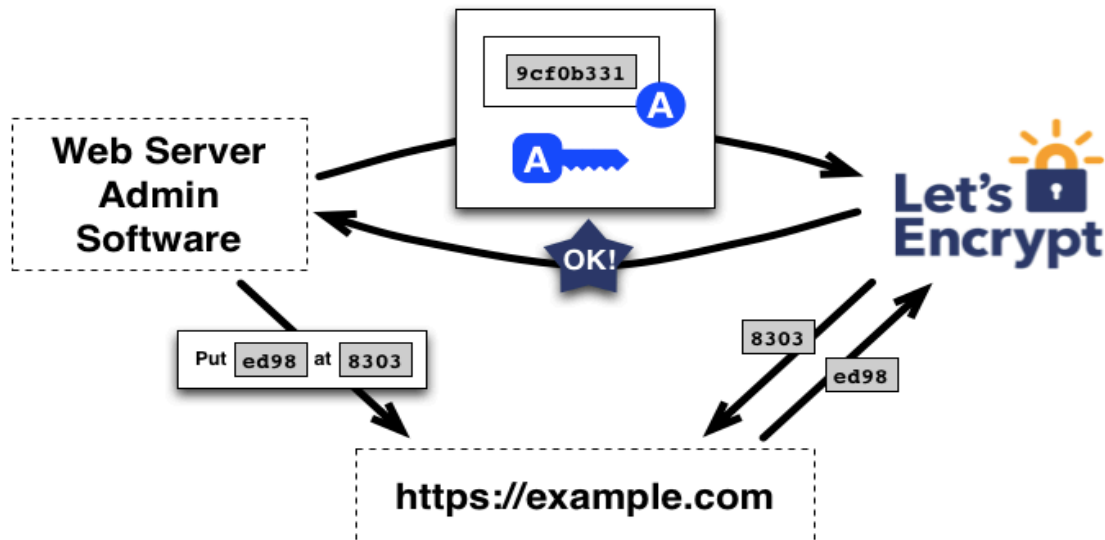 9cf0b331
A
A
Web Server
Admin
Software
Let's
Encrypt
OK!
Put ed98 at 8303
8303
ed98
https://example.com